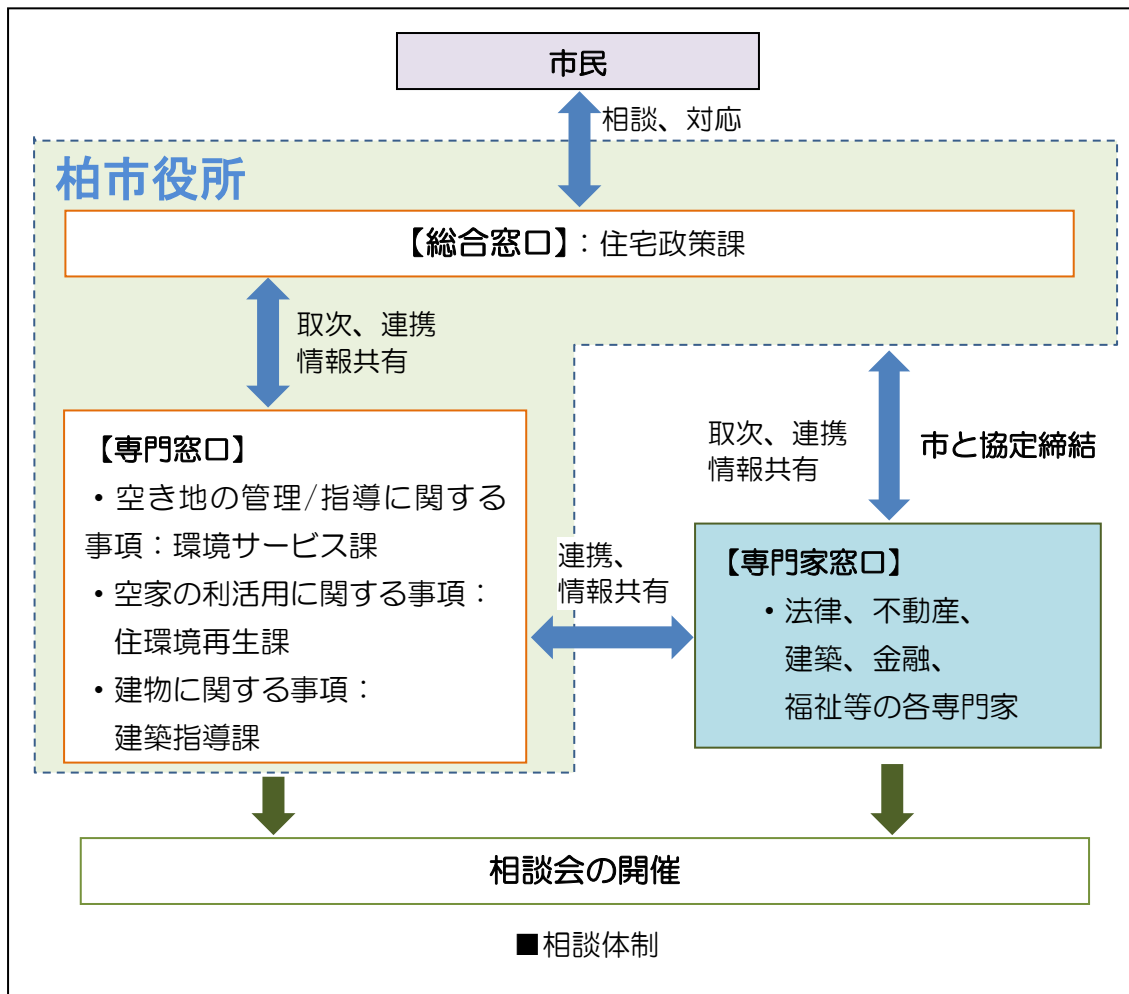 市民
相談、対応
柏市役所
【総合窓口】：住宅政策課
取次、連携
情報共有
【専門窓口】
・空き地の管理/指導に関する
事項：環境サービス課
・空家の利活用に関する事項：
住環境再生課
・建物に関する事項：
建築指導課
取次、連携
情報共有
市と協定締結
連携、
情報共有
【専門家窓口】
・法律、不動産、
建築、金融、
福祉等の各専門家
相談会の開催
■相談体制